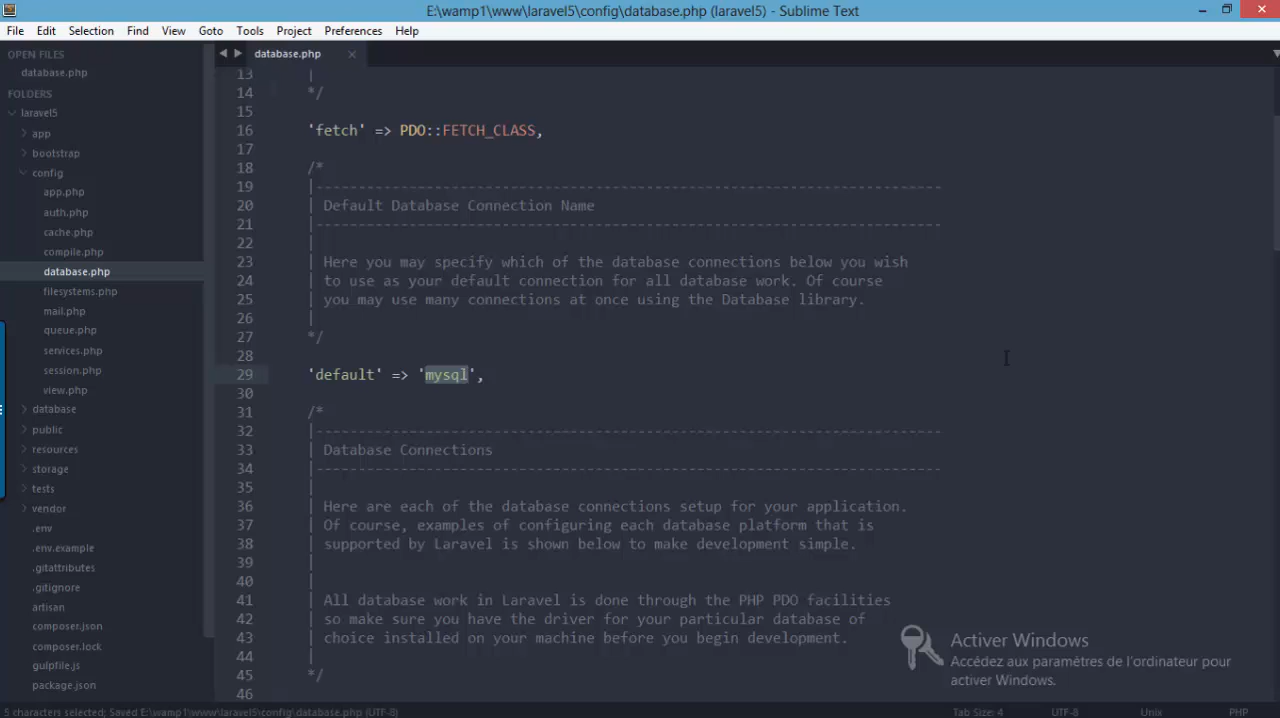 E:\wamp1\www\laravel5\config\database.php (laravel5) - Sublime Text
File Edit Selection Find View Goto Tools Project Preferences Help
OPEN FILES
database.php
FOLDERS
laravel5
app
bootstrap
config
app.php
auth.php
cache.php
compile.php
database.php
filesystems.php
mail.php
queue.php
services.php
session.php
view.php
database
public
resources
storage
tests
vendor
.env
.env.example
.gitattributes
.gitignore
artisan
composer.json
composer.lock
gulpfile.js
package.json
database.php
13 |
14 */
15
16 'fetch' => PDO::FETCH_CLASS,
17
18 /*
19 |--------------------------------------------------------------------------
20 | Default Database Connection Name
21 |--------------------------------------------------------------------------
22 |
23 | Here you may specify which of the database connections below you wish
24 | to use as your default connection for all database work. Of course
25 | you may use many connections at once using the Database library.
26 |
27 */
28
29 'default' => 'mysql',
30
31 /*
32 |--------------------------------------------------------------------------
33 | Database Connections
34 |--------------------------------------------------------------------------
35 |
36 | Here are each of the database connections setup for your application.
37 | Of course, examples of configuring each database platform that is
38 | supported by Laravel is shown below to make development simple.
39 |
40 |
41 | All database work in Laravel is done through the PHP PDO facilities
42 | so make sure you have the driver for your particular database of
43 | choice installed on your machine before you begin development.
44 |
45 */
46
Activer Windows
Accédez aux paramètres de l'ordinateur pour
activer Windows.
5 characters selected; Saved E:\wamp1\www\laravel5\config\database.php (UTF-8) Tab Size: 4 UTF-8 Unix PHP